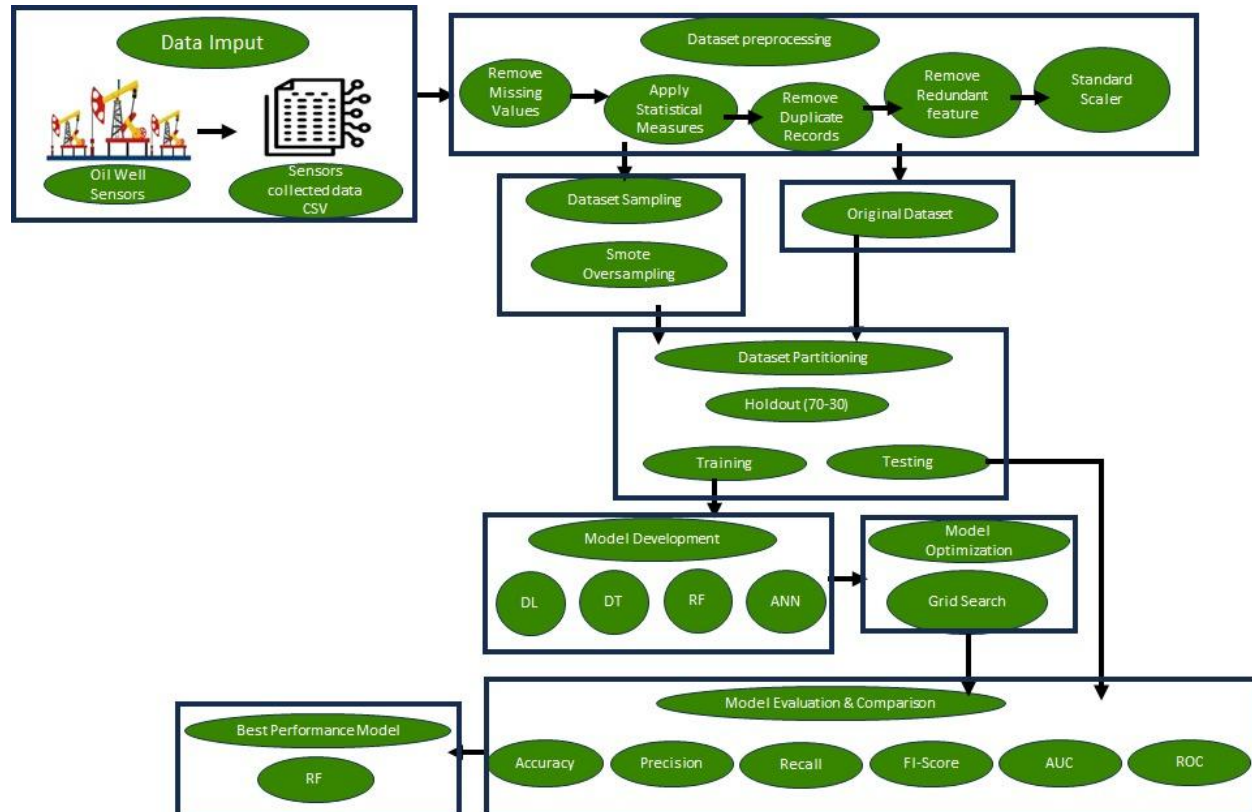 Data Imput
Oil Well
Sensors
Sensors
collected data
CSV
Dataset preprocessing
Remove
Missing
Values
Apply
Statistical
Measures
Remove
Duplicate
Records
Remove
Redundant
feature
Standard
Scaler
Dataset Sampling
Smote
Oversampling
Original Dataset
Dataset Partitioning
Holdout (70-30)
Training
Testing
Model Development
DL
DT
RF
ANN
Model
Optimization
Grid Search
Model Evaluation & Comparison
Accuracy
Precision
Recall
FI-Score
AUC
ROC
Best Performance Model
RF